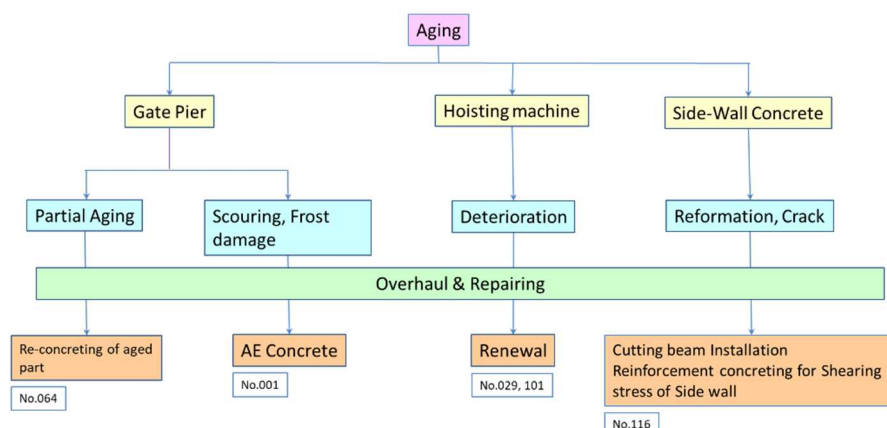 Aging
Gate Pier
Hoisting machine
Side-Wall Concrete
Partial Aging
Scouring, Frost
damage
Deterioration
Reformation, Crack
Overhaul & Repairing
Re-concreting of aged
part
AE Concrete
Renewal
Cutting beam Installation
Reinforcement concreting for Shearing
stress of Side wall
No.064
o.001
No.029, 101
No.116